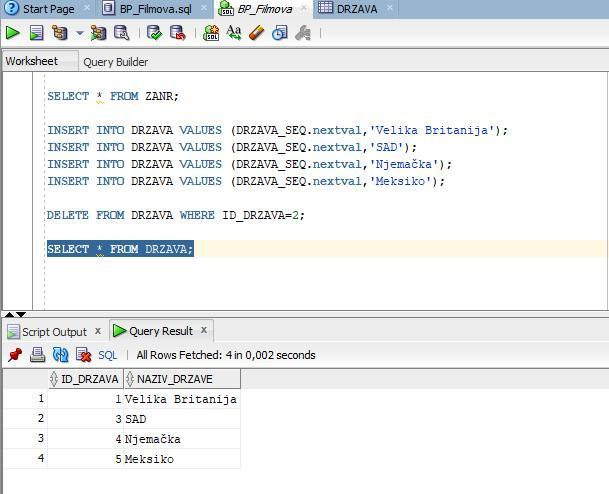 Start Page x BP_Filmova.sql x BP_Filmova x DRZAVA x
Worksheet Query Builder
SELECT * FROM ZANR;
INSERT INTO DRZAVA VALUES (DRZAVA_SEQ.nextval,'Velika Britanija');
INSERT INTO DRZAVA VALUES (DRZAVA_SEQ.nextval,'SAD');
INSERT INTO DRZAVA VALUES (DRZAVA_SEQ.nextval,'Njemačka');
INSERT INTO DRZAVA VALUES (DRZAVA_SEQ.nextval,'Meksiko');
DELETE FROM DRZAVA WHERE ID_DRZAVA=2;
SELECT * FROM DRZAVA;
Script Output x Query Result x
SQL | All Rows Fetched: 4 in 0,002 seconds
ID_DRZAVA NAZIV_DRZAVE
1 1 Velika Britanija
2 3 SAD
3 4 Njemačka
4 5 Meksiko